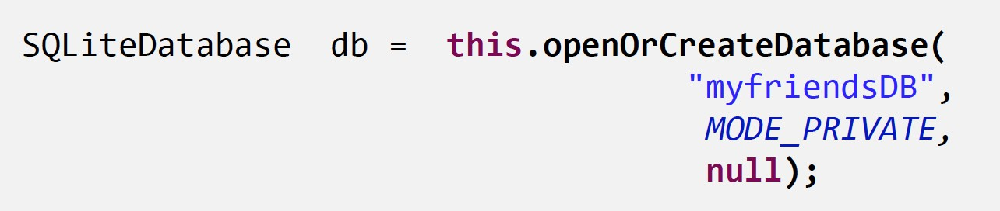 SQLiteDatabase db = this.openOrCreateDatabase(
"myfriendsDB",
MODE_PRIVATE,
null);